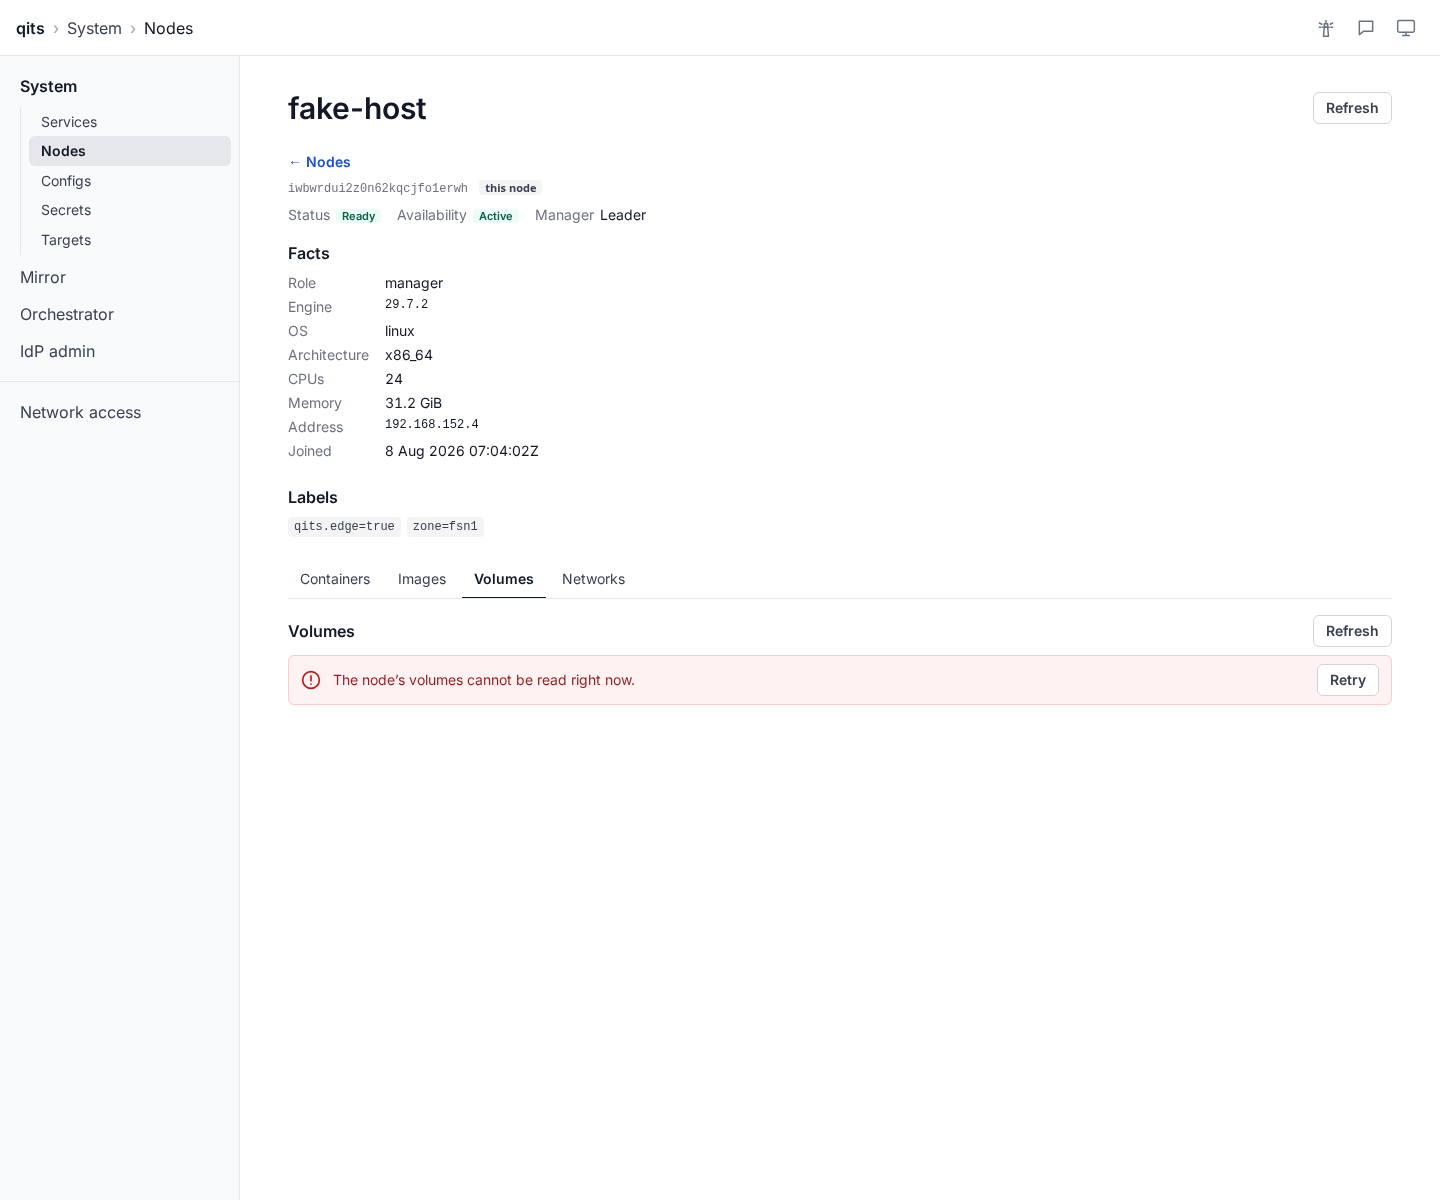 qits › System › Nodes
System
Services
Nodes
Configs
Secrets
Targets
Mirror
Orchestrator
IdP admin
Network access
fake-host
Refresh
← Nodes
iwbwrdui2z0n62kqcjfo1erwh this node
Status Ready Availability Active Manager Leader
Facts
Role manager
Engine 29.7.2
OS linux
Architecture x86_64
CPUs 24
Memory 31.2 GiB
Address 192.168.152.4
Joined 8 Aug 2026 07:04:02Z
Labels
qits.edge=true zone=fsn1
Containers Images Volumes Networks
Volumes
Refresh
The node’s volumes cannot be read right now.
Retry